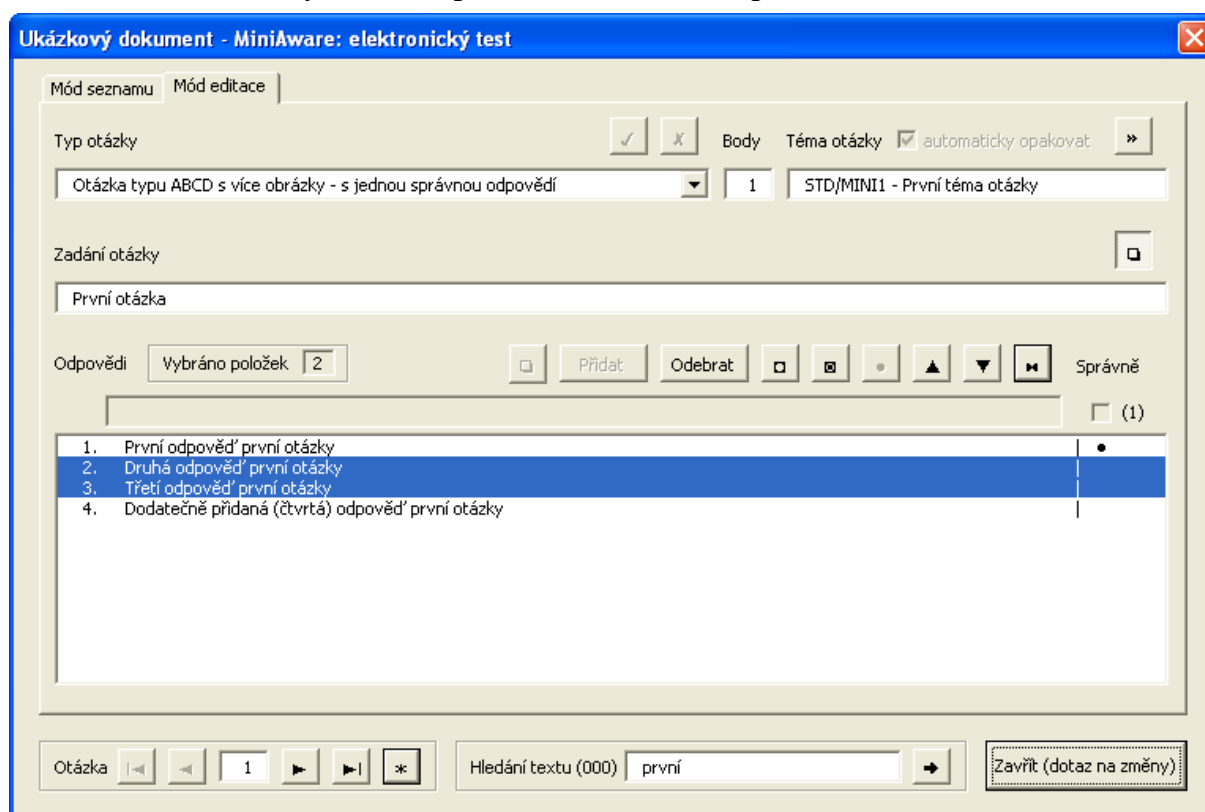 Ukázkový dokument - MiniAware: elektronický test
Mód seznamu Mód editace
Typ otázky Body Téma otázky automaticky opakovat »
Otázka typu ABCD s více obrázky - s jednou správnou odpovědí 1 STD/MINI1 - První téma otázky
Zadání otázky
První otázka
Odpovědi Vybráno položek 2 Přidat Odebrat Správně
(1)
1. První odpověď první otázky | ●
2. Druhá odpověď první otázky |
3. Třetí odpověď první otázky |
4. Dodatečně přidaná (čtvrtá) odpověď první otázky |
Otázka 1 * Hledání textu (000) první Zavřít (dotaz na změny)